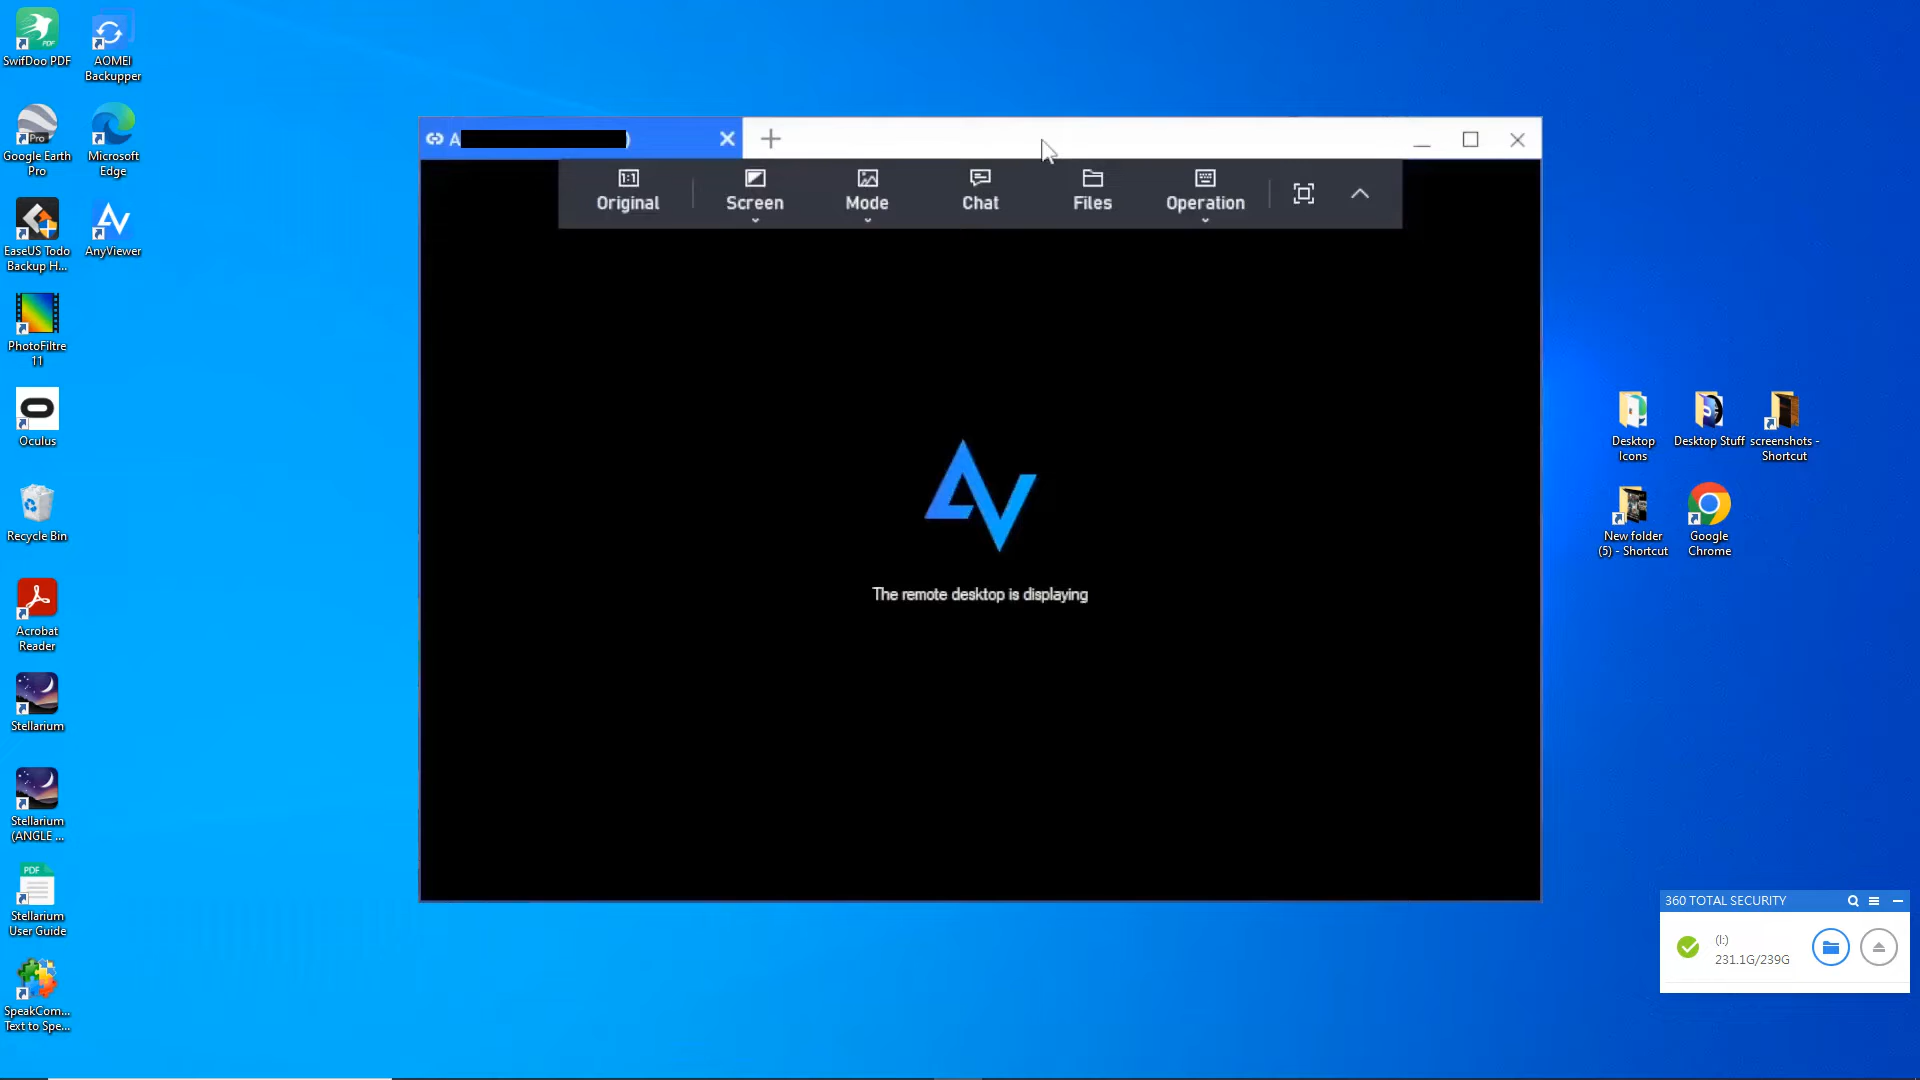 SwifDoo PDF
AOMEI
Backupper
Google Earth
Pro
Microsoft
Edge
EaseUS Todo
Backup H...
AnyViewer
PhotoFiltre
11
Oculus
Recycle Bin
Acrobat
Reader
Stellarium
Stellarium
(ANGLE ...
PDF
Stellarium
User Guide
SpeakCom...
Text to Spe...
A
)
1:1
Original
Screen
Mode
Chat
Files
Operation
The remote desktop is displaying
Desktop
Icons
Desktop Stuff
screenshots -
Shortcut
New folder
(5) - Shortcut
Google
Chrome
360 TOTAL SECURITY
(I:)
231.1G/239G